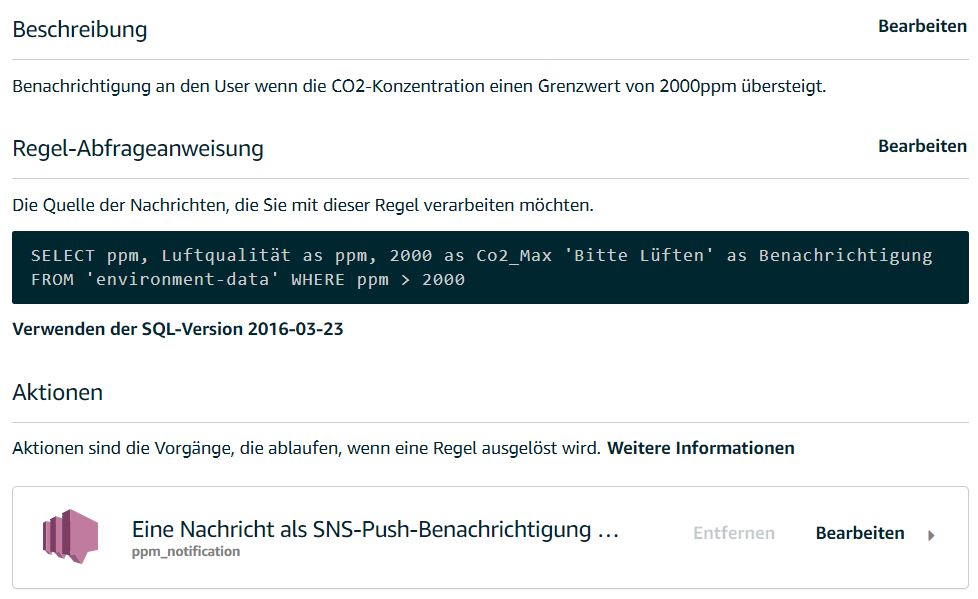 Beschreibung
Bearbeiten
Benachrichtigung an den User wenn die CO2-Konzentration einen Grenzwert von 2000ppm übersteigt.
Regel-Abfrageanweisung
Bearbeiten
Die Quelle der Nachrichten, die Sie mit dieser Regel verarbeiten möchten.
SELECT ppm, Luftqualität as ppm, 2000 as Co2_Max 'Bitte Lüften' as Benachrichtigung
FROM 'environment-data' WHERE ppm > 2000
Verwenden der SQL-Version 2016-03-23
Aktionen
Aktionen sind die Vorgänge, die ablaufen, wenn eine Regel ausgelöst wird. Weitere Informationen
Eine Nachricht als SNS-Push-Benachrichtigung ...
ppm_notification
Entfernen
Bearbeiten